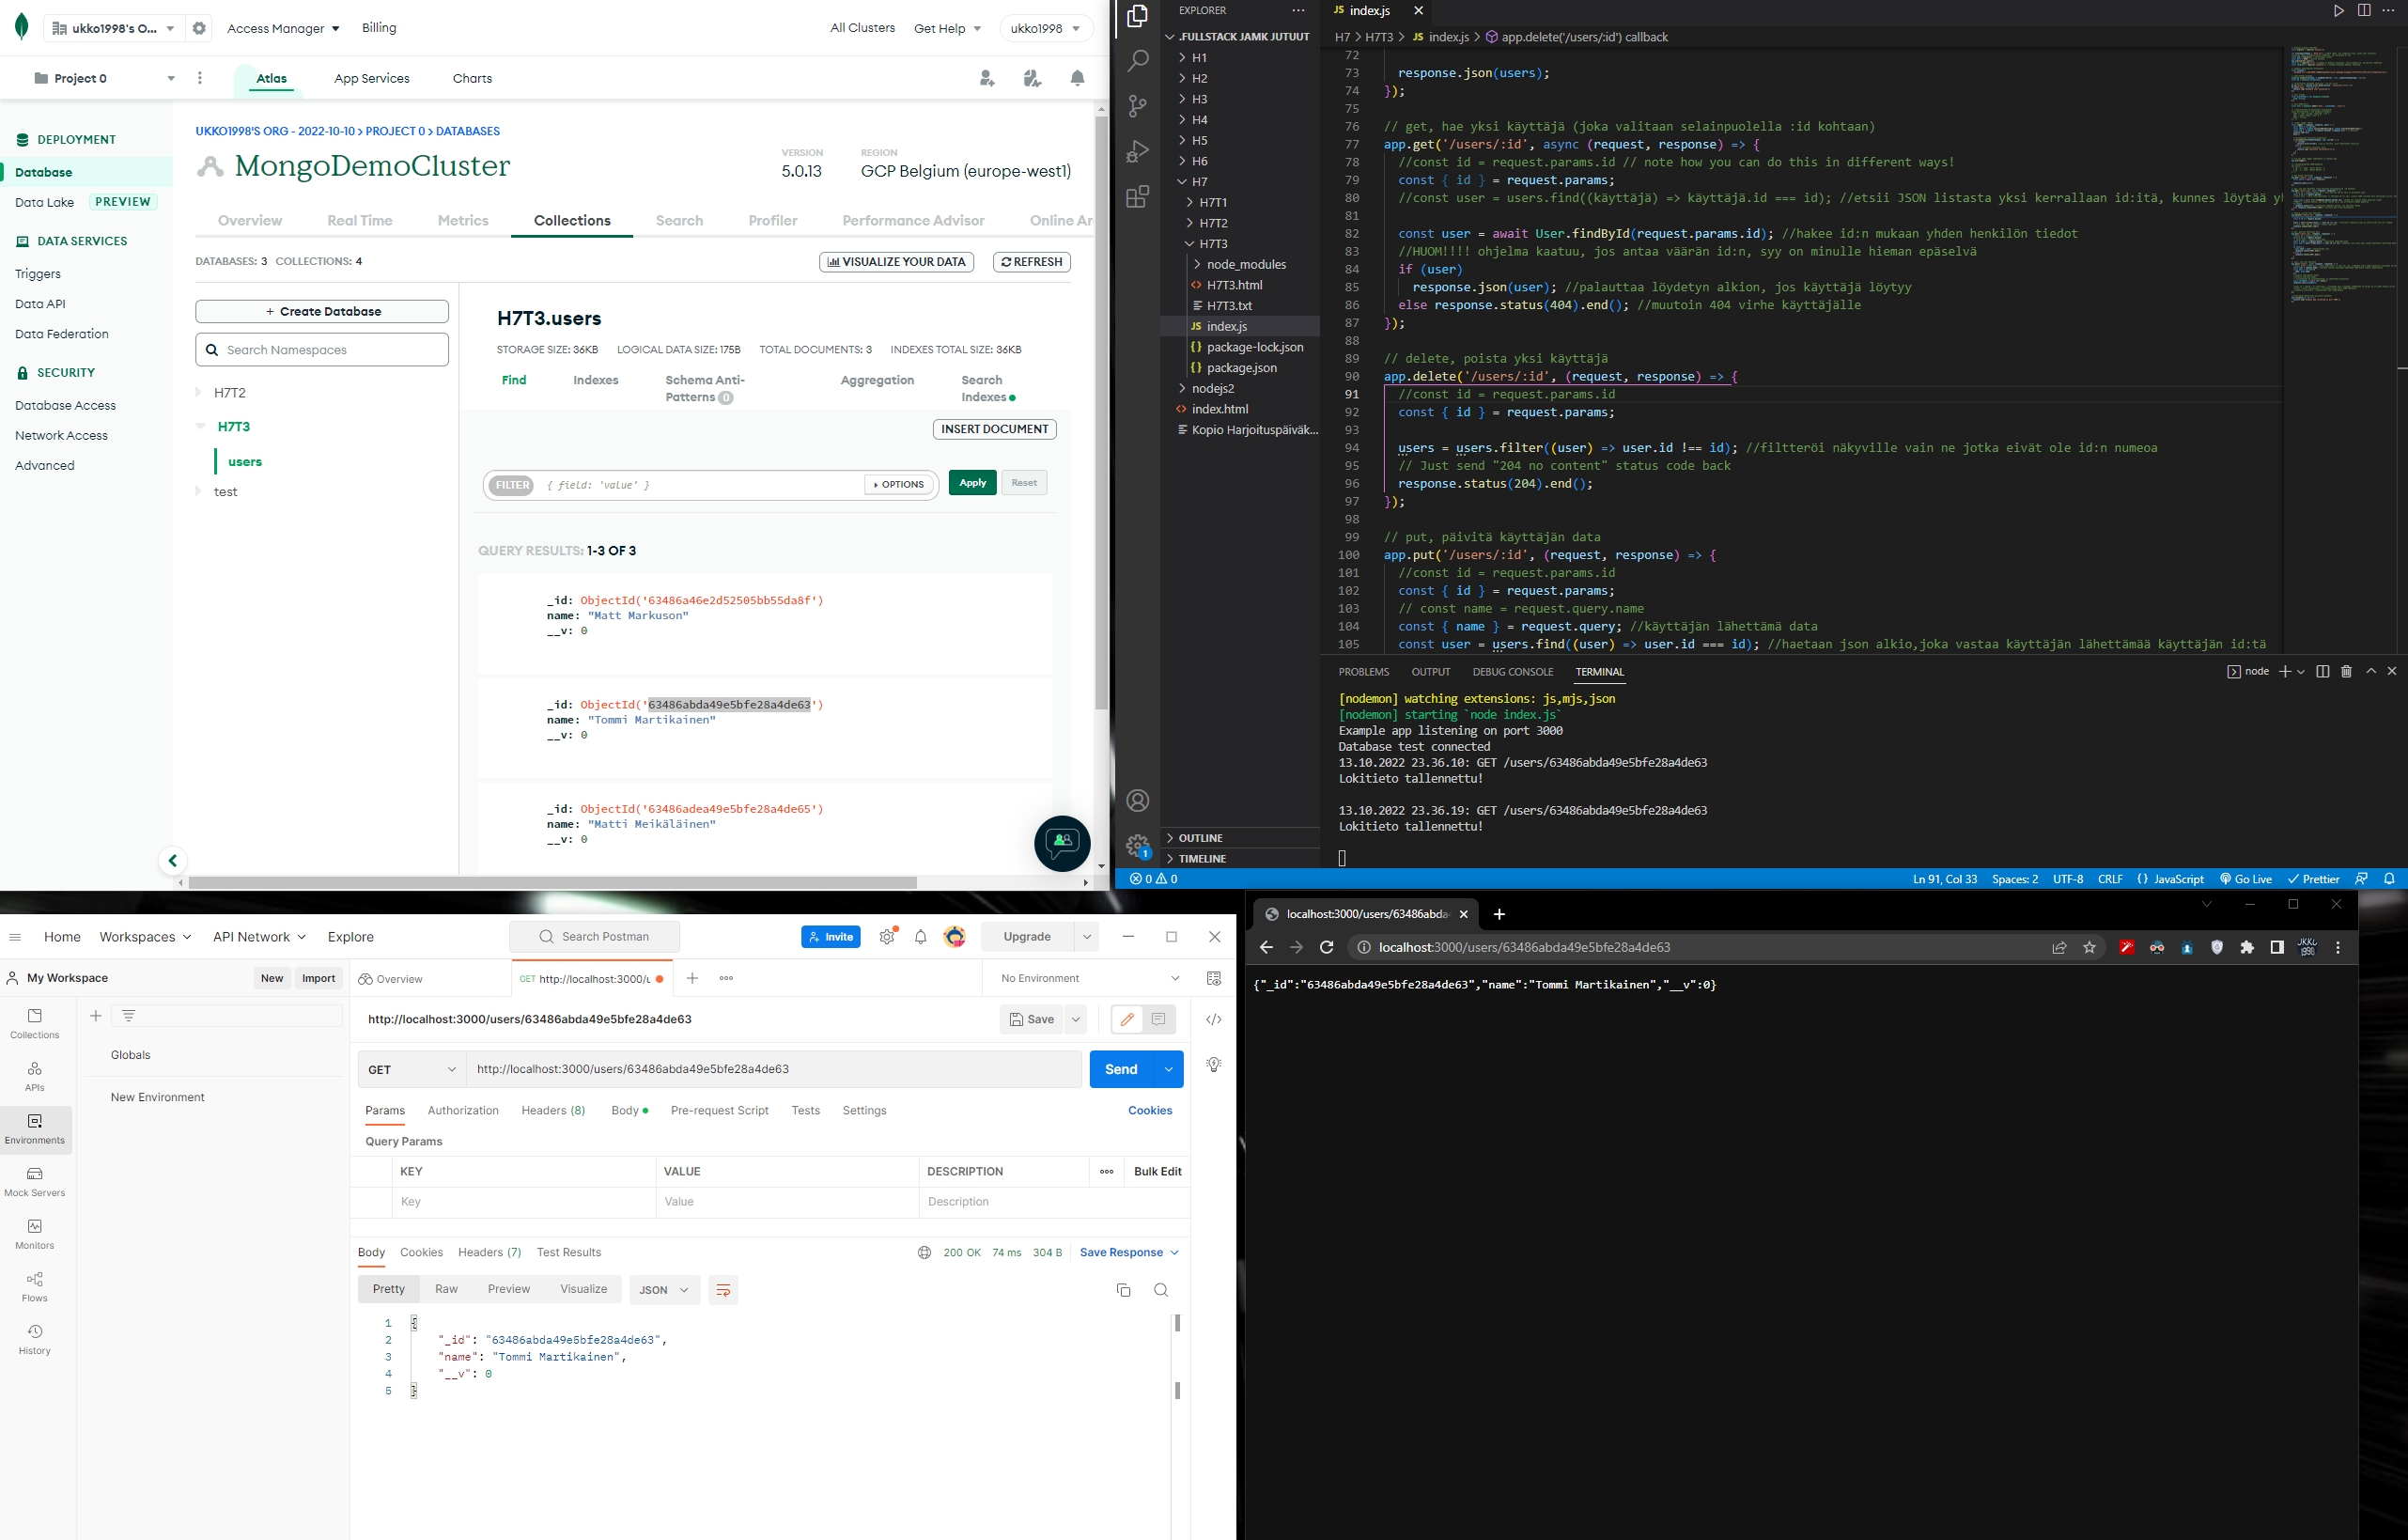 ukko1998's O...
Access Manager
Billing
All Clusters
Get Help
ukko1998
Project 0
Atlas
App Services
Charts
DEPLOYMENT
Database
Data Lake
PREVIEW
DATA SERVICES
Triggers
Data API
Data Federation
SECURITY
Database Access
Network Access
Advanced
UKKO1998'S ORG - 2022-10-10 > PROJECT 0 > DATABASES
MongoDemoCluster
VERSION
5.0.13
REGION
GCP Belgium (europe-west1)
Overview
Real Time
Metrics
Collections
Search
Profiler
Performance Advisor
Online Ar
DATABASES: 3 COLLECTIONS: 4
VISUALIZE YOUR DATA
REFRESH
+ Create Database
Search Namespaces
H7T2
H7T3
users
test
H7T3.users
STORAGE SIZE: 36KB LOGICAL DATA SIZE: 175B TOTAL DOCUMENTS: 3 INDEXES TOTAL SIZE: 36KB
Find
Indexes
Schema Anti-
Patterns 0
Aggregation
Search
Indexes
INSERT DOCUMENT
FILTER { field: 'value' }
OPTIONS
Apply
Reset
QUERY RESULTS: 1-3 OF 3
_id: ObjectId('63486a46e2d52505bb55da8f')
name: "Matt Markuson"
__v: 0
_id: ObjectId('63486abda49e5bfe28a4de63')
name: "Tommi Martikainen"
__v: 0
_id: ObjectId('63486adea49e5bfe28a4de65')
name: "Matti Meikäläinen"
__v: 0
EXPLORER
.FULLSTACK JAMK JUTUUT
H1
H2
H3
H4
H5
H6
H7
H7T1
H7T2
H7T3
node_modules
H7T3.html
H7T3.txt
JS index.js
{} package-lock.json
{} package.json
nodejs2
index.html
Kopio Harjoituspäiväk...
OUTLINE
TIMELINE
1
JS index.js
H7 > H7T3 > JS index.js > app.delete('/users/:id') callback
72
73 response.json(users);
74 });
75
76 // get, hae yksi käyttäjä (joka valitaan selainpuolella :id kohtaan)
77 app.get('/users/:id', async (request, response) => {
78 //const id = request.params.id // note how you can do this in different ways!
79 const { id } = request.params;
80 //const user = users.find((käyttäjä) => käyttäjä.id === id); //etsii JSON listasta yksi kerrallaan id:itä, kunnes löytää y
81
82 const user = await User.findById(request.params.id); //hakee id:n mukaan yhden henkilön tiedot
83 //HUOM!!!! ohjelma kaatuu, jos antaa väärän id:n, syy on minulle hieman epäselvä
84 if (user)
85 response.json(user); //palauttaa löydetyn alkion, jos käyttäjä löytyy
86 else response.status(404).end(); //muutoin 404 virhe käyttäjälle
87 });
88
89 // delete, poista yksi käyttäjä
90 app.delete('/users/:id', (request, response) => {
91 //const id = request.params.id
92 const { id } = request.params;
93
94 users = users.filter((user) => user.id !== id); //filtteröi näkyville vain ne jotka eivät ole id:n numeoa
95 // Just send "204 no content" status code back
96 response.status(204).end();
97 });
98
99 // put, päivitä käyttäjän data
100 app.put('/users/:id', (request, response) => {
101 //const id = request.params.id
102 const { id } = request.params;
103 // const name = request.query.name
104 const { name } = request.query; //käyttäjän lähettämä data
105 const user = users.find((user) => user.id === id); //haetaan json alkio,joka vastaa käyttäjän lähettämää käyttäjän id:tä
PROBLEMS
OUTPUT
DEBUG CONSOLE
TERMINAL
node
[nodemon] watching extensions: js,mjs,json
[nodemon] starting `node index.js`
Example app listening on port 3000
Database test connected
13.10.2022 23.36.10: GET /users/63486abda49e5bfe28a4de63
Lokitieto tallennettu!
13.10.2022 23.36.19: GET /users/63486abda49e5bfe28a4de63
Lokitieto tallennettu!
0 0
Ln 91, Col 33
Spaces: 2
UTF-8
CRLF
{} JavaScript
Go Live
Prettier
Home
Workspaces
API Network
Explore
Search Postman
Invite
Upgrade
My Workspace
New
Import
Overview
GET http://localhost:3000/u
No Environment
Collections
APIs
Environments
Mock Servers
Monitors
Flows
History
Globals
New Environment
http://localhost:3000/users/63486abda49e5bfe28a4de63
Save
GET
http://localhost:3000/users/63486abda49e5bfe28a4de63
Send
Params
Authorization
Headers (8)
Body
Pre-request Script
Tests
Settings
Cookies
Query Params
KEY
VALUE
DESCRIPTION
Bulk Edit
Key
Value
Description
Body
Cookies
Headers (7)
Test Results
200 OK 74 ms 304 B
Save Response
Pretty
Raw
Preview
Visualize
JSON
1 {
2 "_id": "63486abda49e5bfe28a4de63",
3 "name": "Tommi Martikainen",
4 "__v": 0
5 }
localhost:3000/users/63486abda
localhost:3000/users/63486abda49e5bfe28a4de63
{"_id":"63486abda49e5bfe28a4de63","name":"Tommi Martikainen","__v":0}